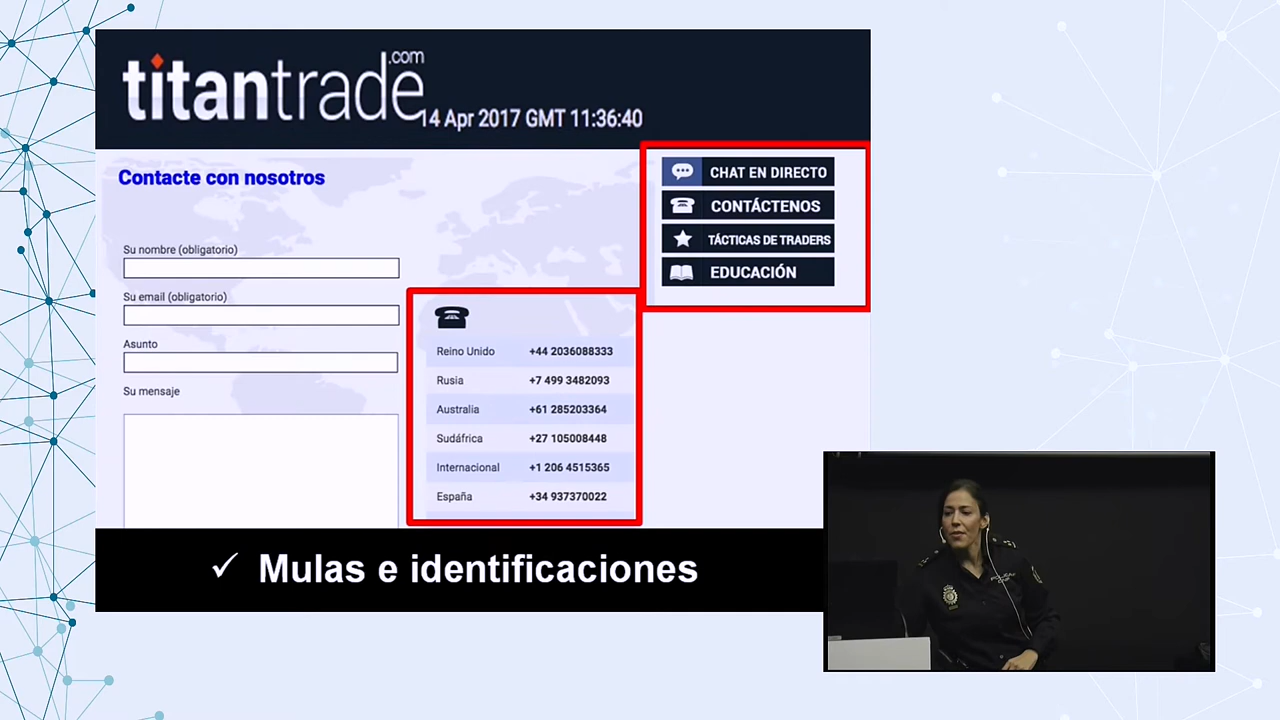 titantrade.com
14 Apr 2017 GMT 11:36:40
Contacte con nosotros
Su nombre (obligatorio)
Su email (obligatorio)
Asunto
Su mensaje
Reino Unido +44 2036088333
Rusia +7 499 3482093
Australia +61 285203364
Sudáfrica +27 105008448
Internacional +1 206 4515365
España +34 937370022
CHAT EN DIRECTO
CONTÁCTENOS
TÁCTICAS DE TRADERS
EDUCACIÓN
✓ Mulas e identificaciones